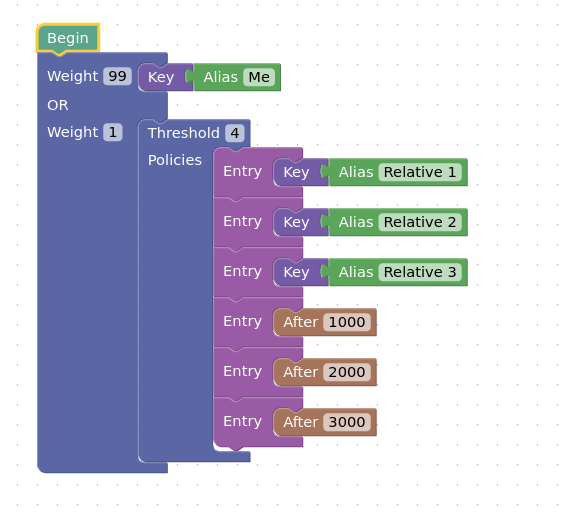 Begin
Weight 99 Key Alias Me
OR
Weight 1 Threshold 4
Policies
Entry Key Alias Relative 1
Entry Key Alias Relative 2
Entry Key Alias Relative 3
Entry After 1000
Entry After 2000
Entry After 3000